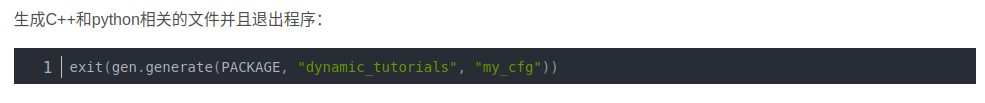 生成C++和python相关的文件并且退出程序：
1 exit(gen.generate(PACKAGE, "dynamic_tutorials", "my_cfg"))